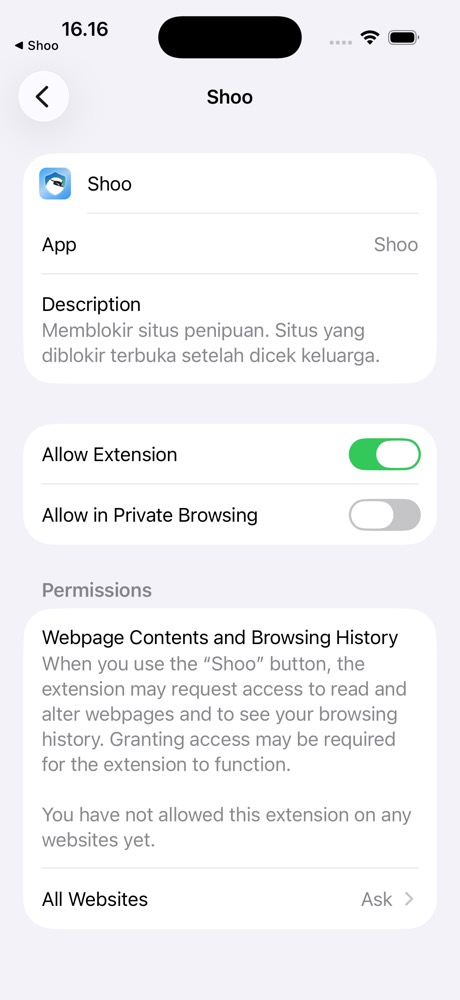 16.16
◀ Shoo
Shoo
Shoo
App
Shoo
Description
Memblokir situs penipuan. Situs yang
diblokir terbuka setelah dicek keluarga.
Allow Extension
Allow in Private Browsing
Permissions
Webpage Contents and Browsing History
When you use the “Shoo” button, the
extension may request access to read and
alter webpages and to see your browsing
history. Granting access may be required
for the extension to function.
You have not allowed this extension on any
websites yet.
All Websites
Ask